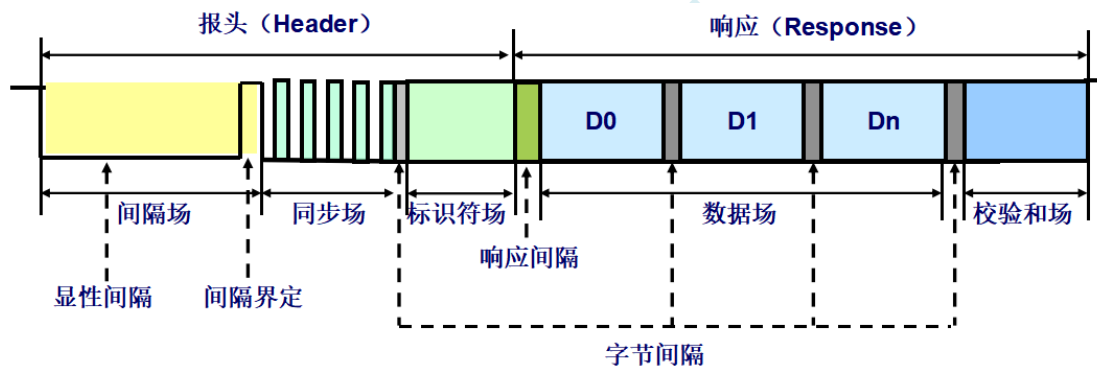 报头（Header）
响应（Response）
D0
D1
Dn
间隔场
同步场
标识符场
数据场
校验和场
响应间隔
显性间隔
间隔界定
字节间隔